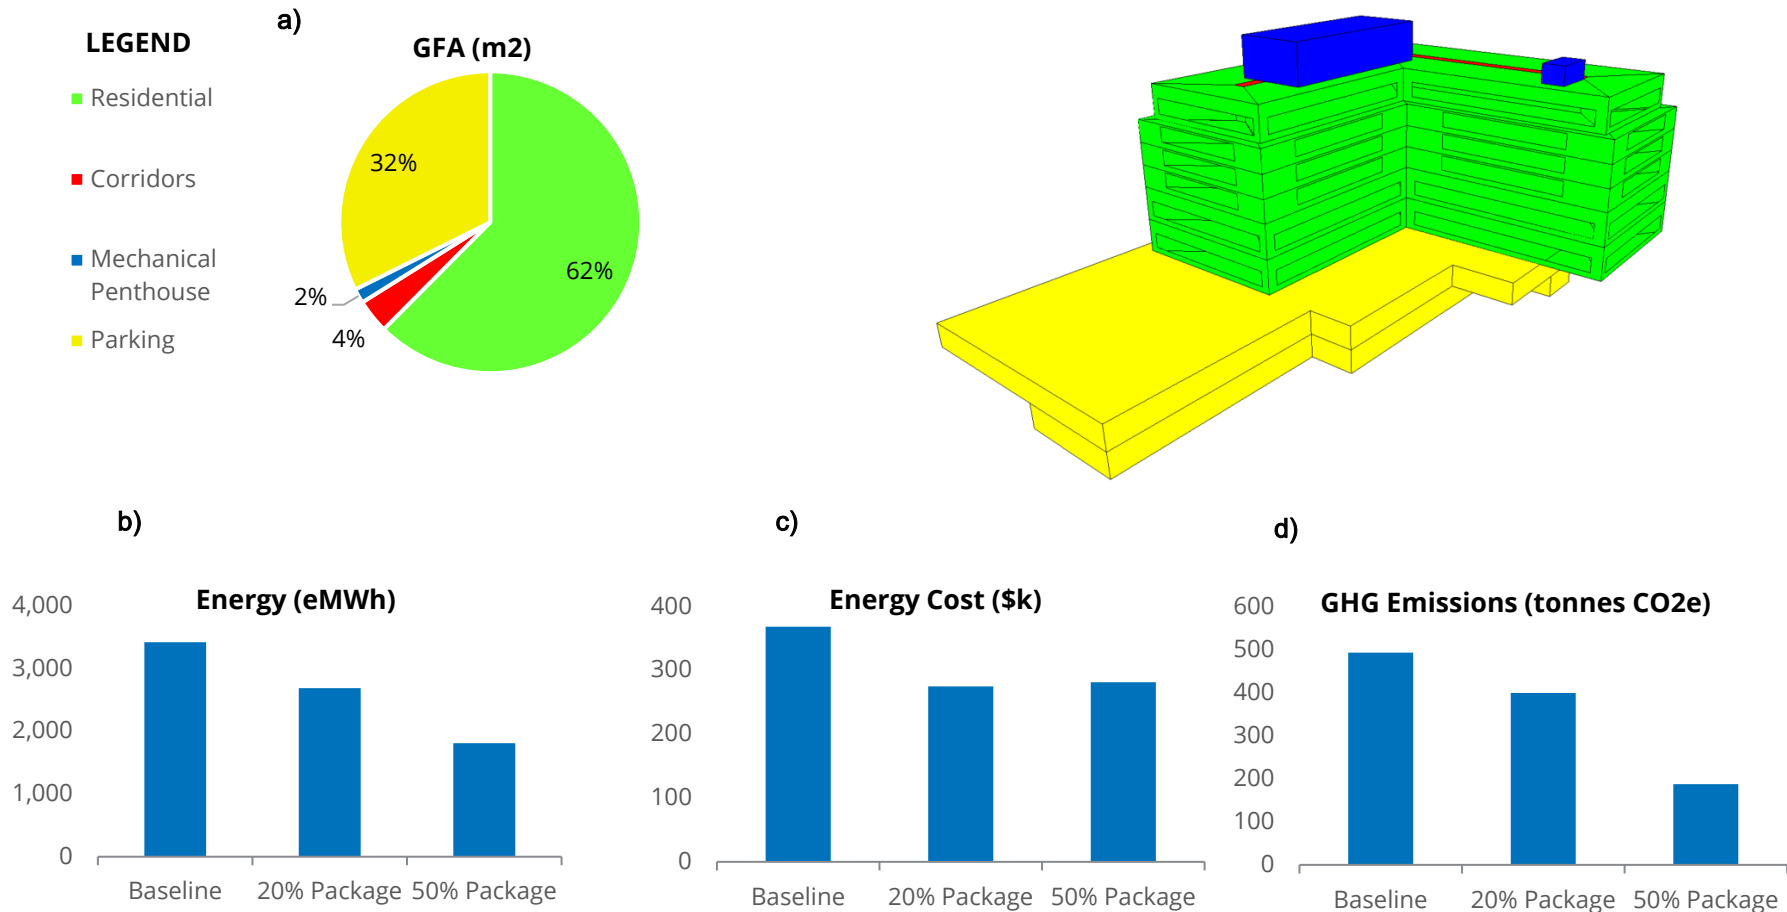 LEGEND
Residential
Corridors
Mechanical
Penthouse
Parking
a)
GFA (m2)
32%
62%
2%
4%
b)
Energy (eMWh)
4,000
3,000
2,000
1,000
0
Baseline
20% Package
50% Package
c)
Energy Cost ($k)
400
300
200
100
0
Baseline
20% Package
50% Package
d)
GHG Emissions (tonnes CO2e)
600
500
400
300
200
100
0
Baseline
20% Package
50% Package